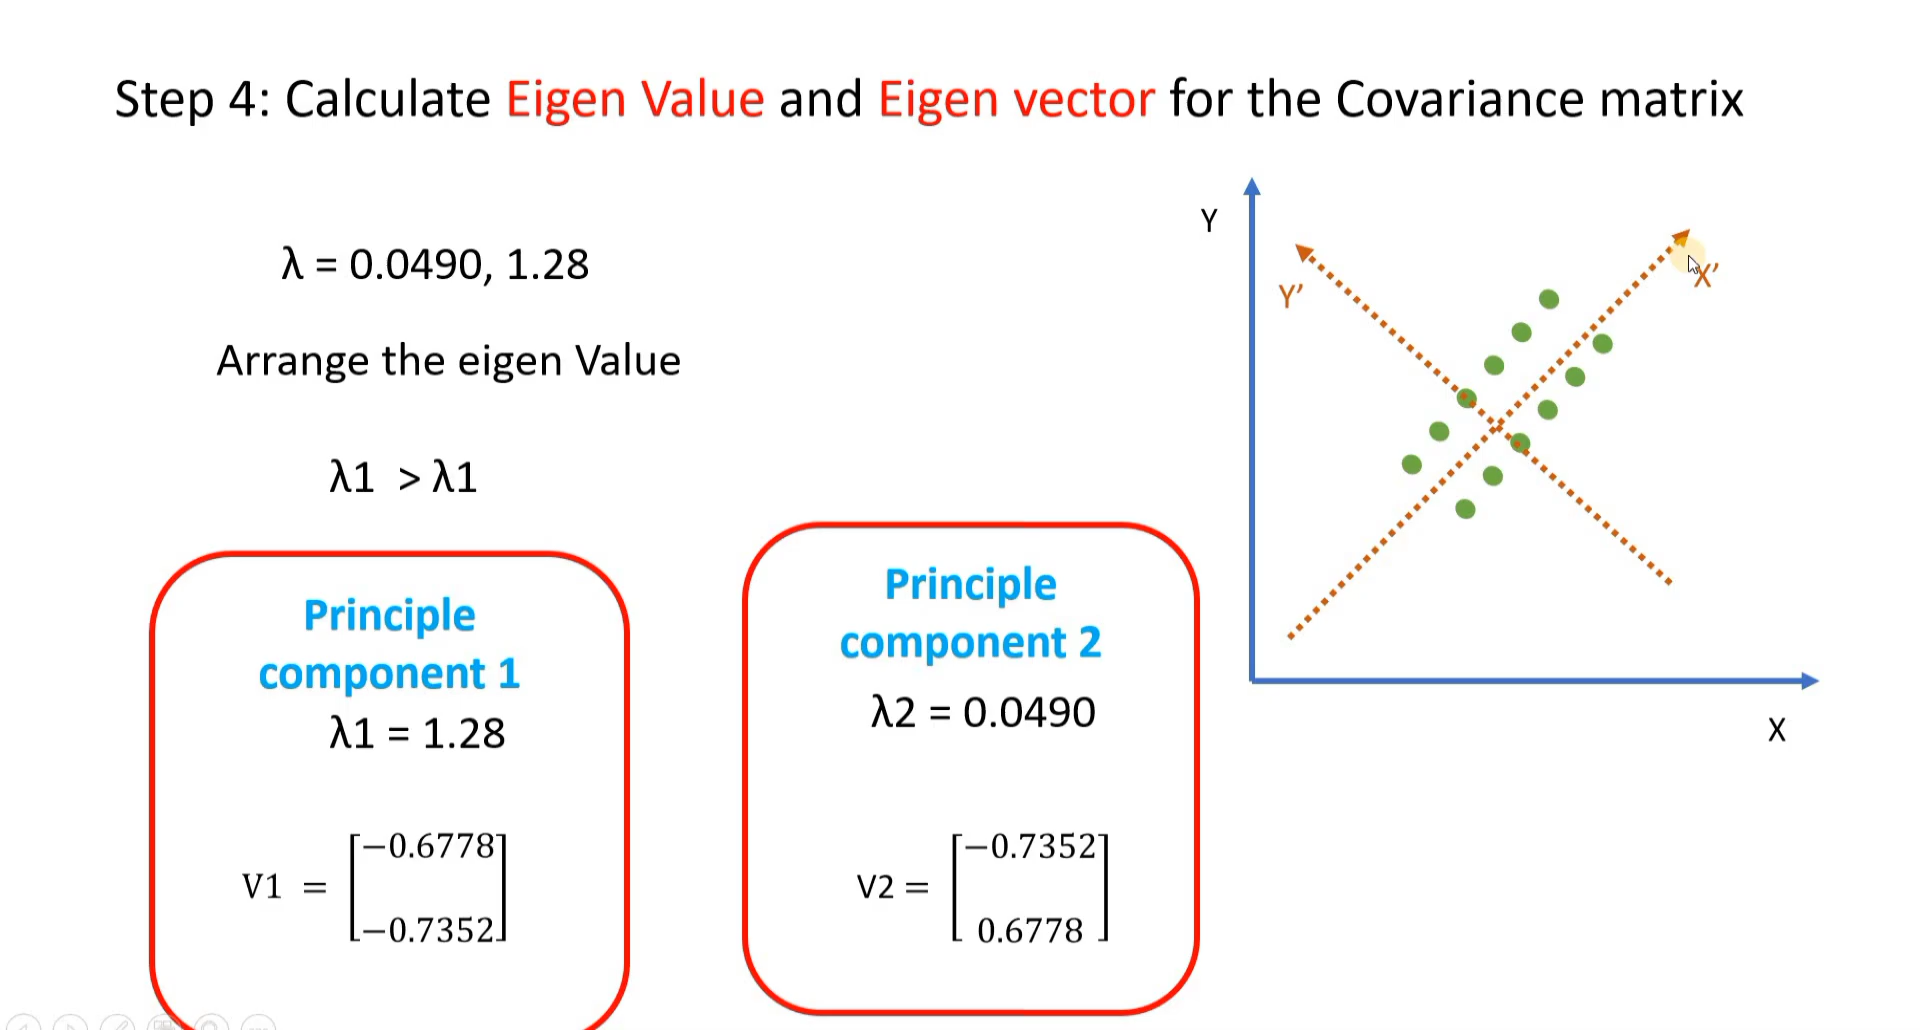 Step 4: Calculate Eigen Value and Eigen vector for the Covariance matrix
λ = 0.0490, 1.28
Arrange the eigen Value
λ1 > λ1
Principle
component 1
λ1 = 1.28
V1 = [−0.6778
−0.7352]
Principle
component 2
λ2 = 0.0490
V2 = [−0.7352
0.6778]
Y
Y'
X'
X